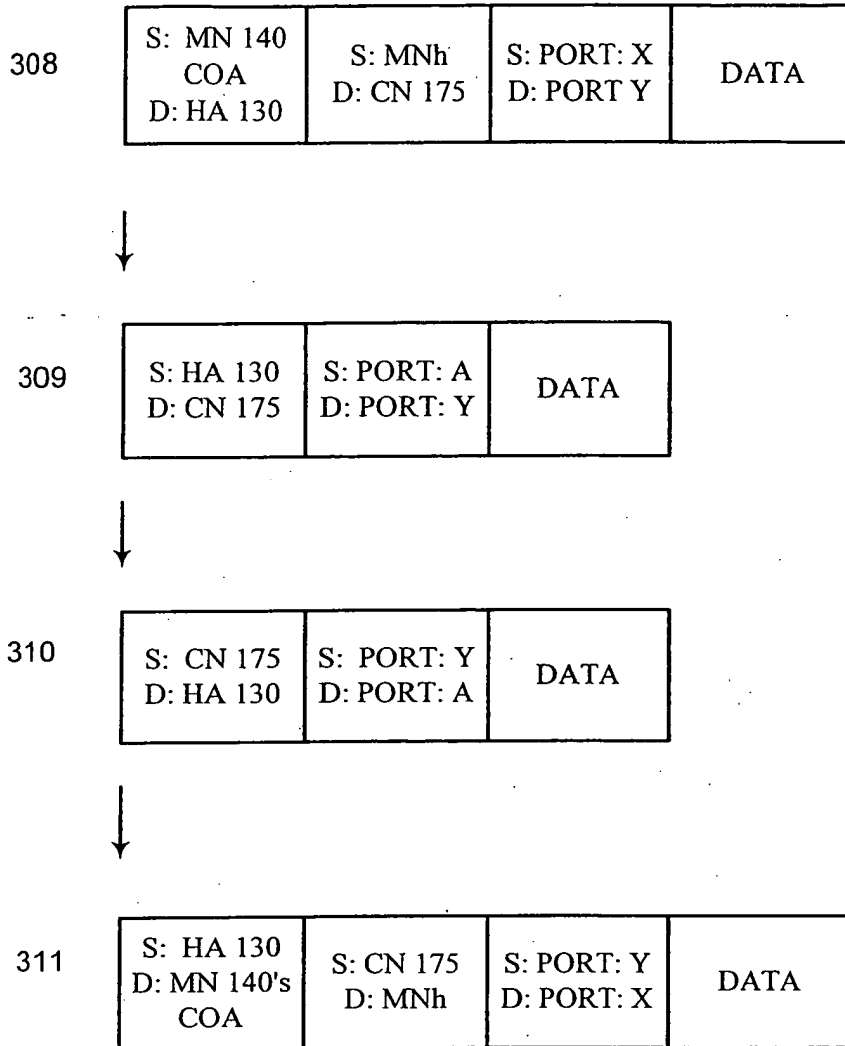 308
S: MN 140
COA
D: HA 130
S: MNh
D: CN 175
S: PORT: X
D: PORT Y
DATA
309
S: HA 130
D: CN 175
S: PORT: A
D: PORT: Y
DATA
310
S: CN 175
D: HA 130
S: PORT: Y
D: PORT: A
DATA
311
S: HA 130
D: MN 140's
COA
S: CN 175
D: MNh
S: PORT: Y
D: PORT: X
DATA